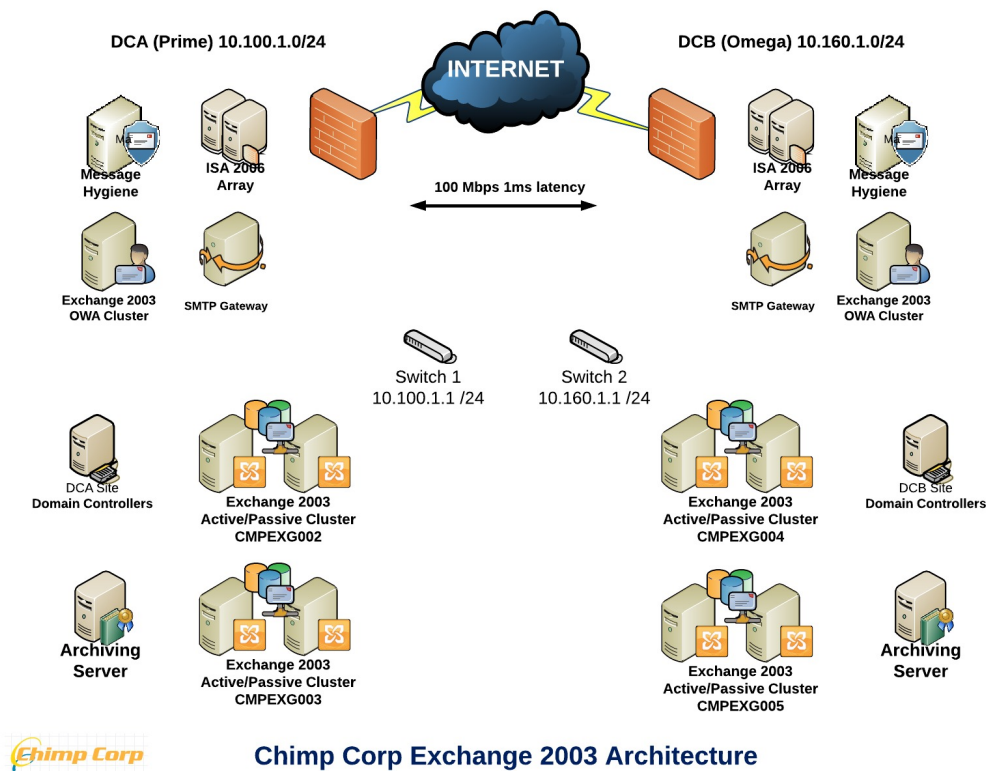 DCA (Prime) 10.100.1.0/24
INTERNET
DCB (Omega) 10.160.1.0/24
Ma
Message
Hygiene
ISA 2006
Array
100 Mbps 1ms latency
ISA 2006
Array
Ma
Message
Hygiene
Exchange 2003
OWA Cluster
SMTP Gateway
SMTP Gateway
Exchange 2003
OWA Cluster
Switch 1
10.100.1.1 /24
Switch 2
10.160.1.1 /24
DCA Site
Domain Controllers
Exchange 2003
Active/Passive Cluster
CMPEXG002
Exchange 2003
Active/Passive Cluster
CMPEXG004
DCB Site
Domain Controllers
Archiving
Server
Exchange 2003
Active/Passive Cluster
CMPEXG003
Exchange 2003
Active/Passive Cluster
CMPEXG005
Archiving
Server
Chimp Corp
Chimp Corp Exchange 2003 Architecture